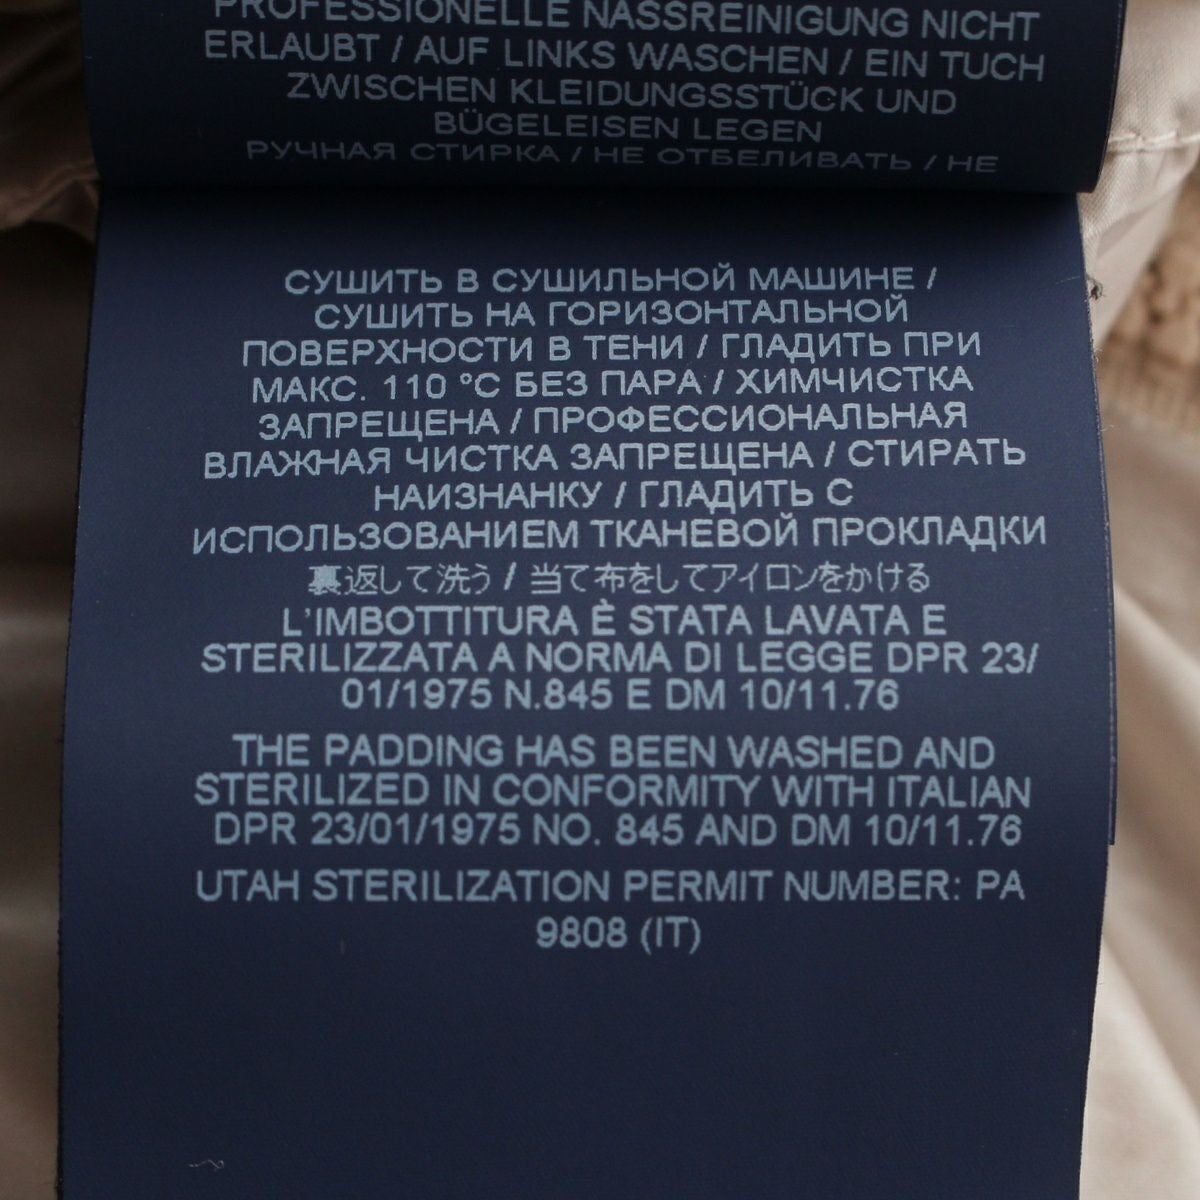 PROFESSIONELLE NASSREINIGUNG NICHT
ERLAUBT / AUF LINKS WASCHEN / EIN TUCH
ZWISCHEN KLEIDUNGSSTÜCK UND
BÜGELEISEN LEGEN
РУЧНАЯ СТИРКА / НЕ ОТБЕЛИВАТЬ / НЕ
СУШИТЬ В СУШИЛЬНОЙ МАШИНЕ /
СУШИТЬ НА ГОРИЗОНТАЛЬНОЙ
ПОВЕРХНОСТИ В ТЕНИ / ГЛАДИТЬ ПРИ
МАКС. 110 °C БЕЗ ПАРА / ХИМЧИСТКА
ЗАПРЕЩЕНА / ПРОФЕССИОНАЛЬНАЯ
ВЛАЖНАЯ ЧИСТКА ЗАПРЕЩЕНА / СТИРАТЬ
НАИЗНАНКУ / ГЛАДИТЬ С
ИСПОЛЬЗОВАНИЕМ ТКАНЕВОЙ ПРОКЛАДКИ
裏返して洗う / 当て布をしてアイロンをかける
L'IMBOTTITURA È STATA LAVATA E
STERILIZZATA A NORMA DI LEGGE DPR 23/
01/1975 N.845 E DM 10/11.76
THE PADDING HAS BEEN WASHED AND
STERILIZED IN CONFORMITY WITH ITALIAN
DPR 23/01/1975 NO. 845 AND DM 10/11.76
UTAH STERILIZATION PERMIT NUMBER: PA
9808 (IT)